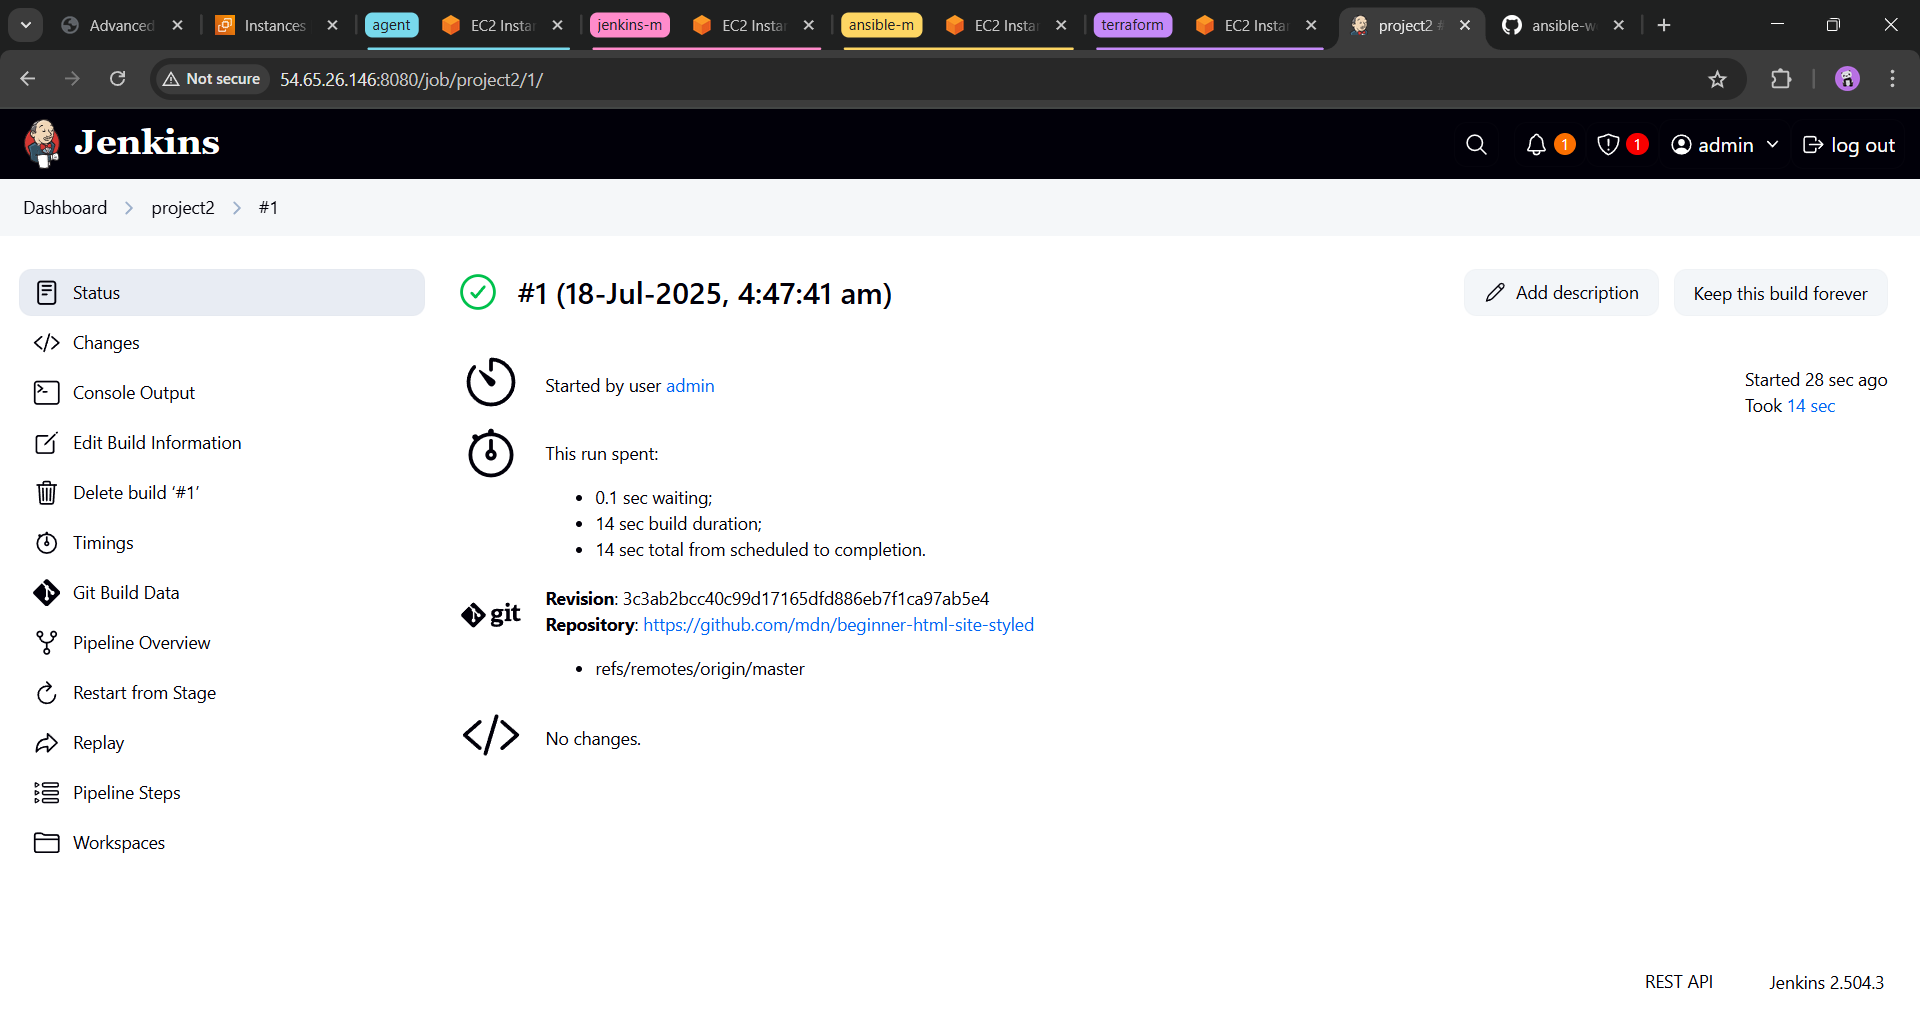 Advanced
Instances
agent
EC2 Insta
jenkins-m
EC2 Insta
ansible-m
EC2 Insta
terraform
EC2 Insta
project2 #
ansible-w
Not secure
54.65.26.146:8080/job/project2/1/
Jenkins
1
1
admin
log out
Dashboard
project2
#1
Status
Changes
Console Output
Edit Build Information
Delete build ‘#1’
Timings
Git Build Data
Pipeline Overview
Restart from Stage
Replay
Pipeline Steps
Workspaces
#1 (18-Jul-2025, 4:47:41 am)
Add description
Keep this build forever
Started by user admin
Started 28 sec ago
Took 14 sec
This run spent:
0.1 sec waiting;
14 sec build duration;
14 sec total from scheduled to completion.
git
Revision: 3c3ab2bcc40c99d17165dfd886eb7f1ca97ab5e4
Repository: https://github.com/mdn/beginner-html-site-styled
refs/remotes/origin/master
No changes.
REST API
Jenkins 2.504.3